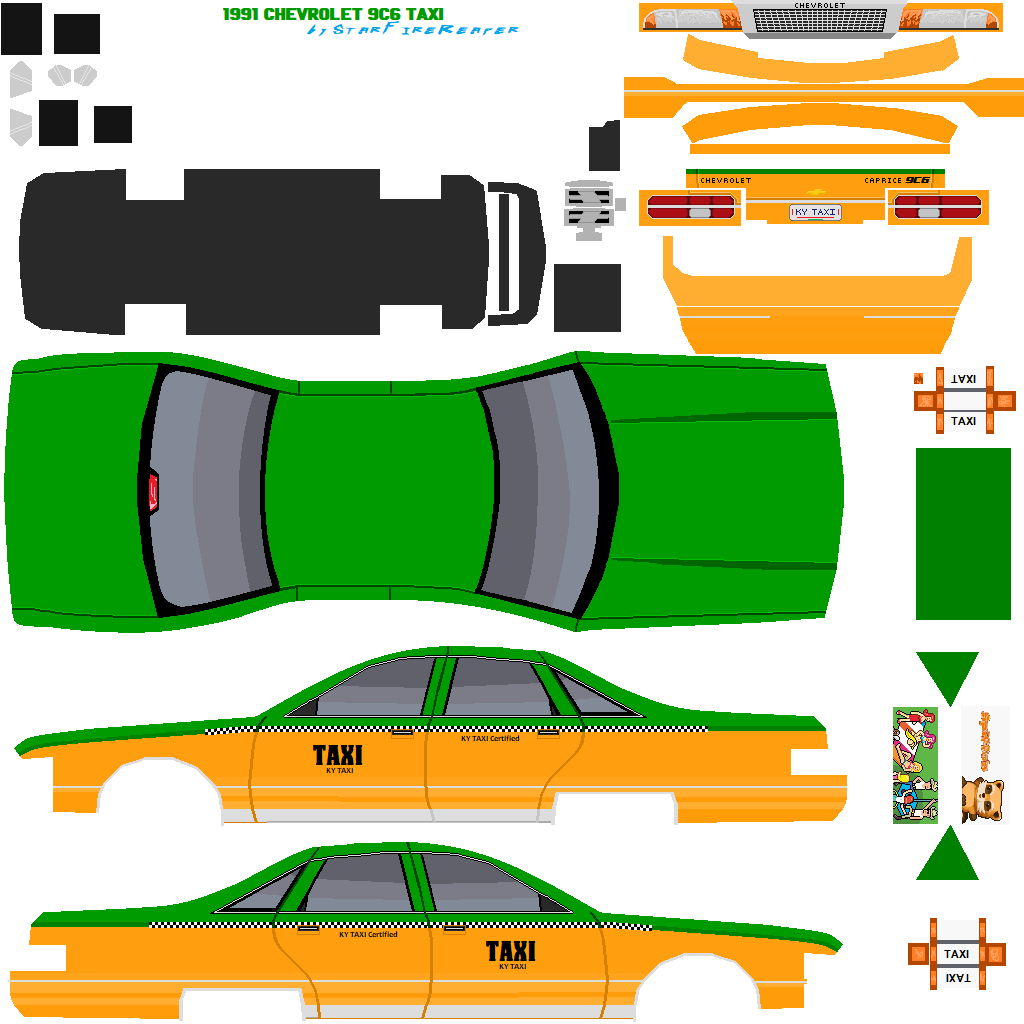 1991 CHEVROLET 9C6 TAXI
by STARFIREREAPER
CHEVROLET
CHEVROLET
CAPRICE 9C6
KY TAXI
TAXI
TAXI
KY TAXI Certified
TAXI
KY TAXI
KY TAXI Certified
TAXI
KY TAXI
TAXI
TAXI